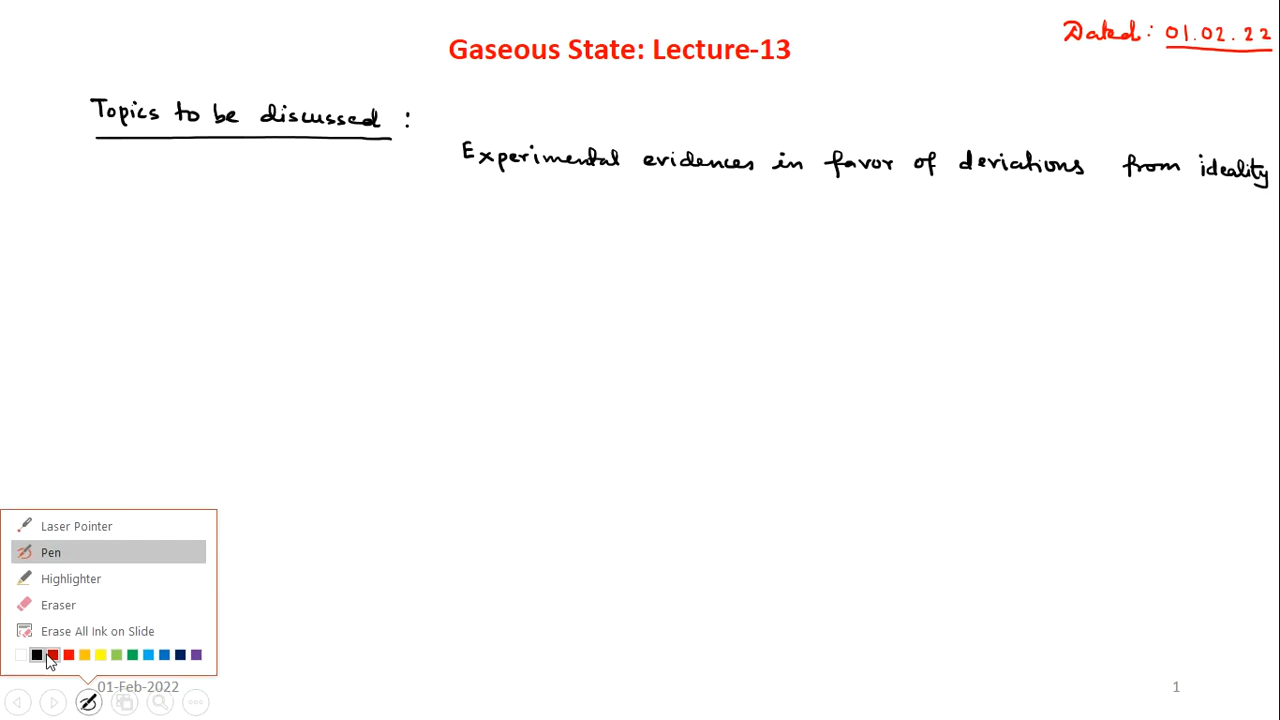 Gaseous State: Lecture-13
Dated: 01.02.22
Topics to be discussed :
Experimental evidences in favor of deviations from ideality
Laser Pointer
Pen
Highlighter
Eraser
Erase All Ink on Slide
01-Feb-2022
1